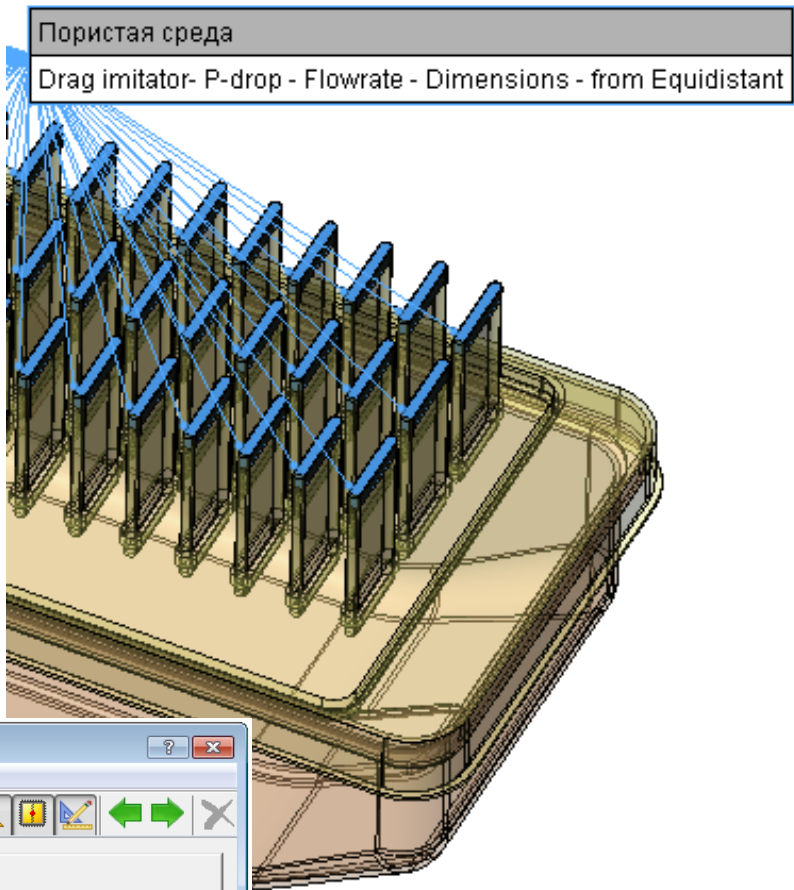 Пористая среда
Drag imitator- P-drop - Flowrate - Dimensions - from Equidistant